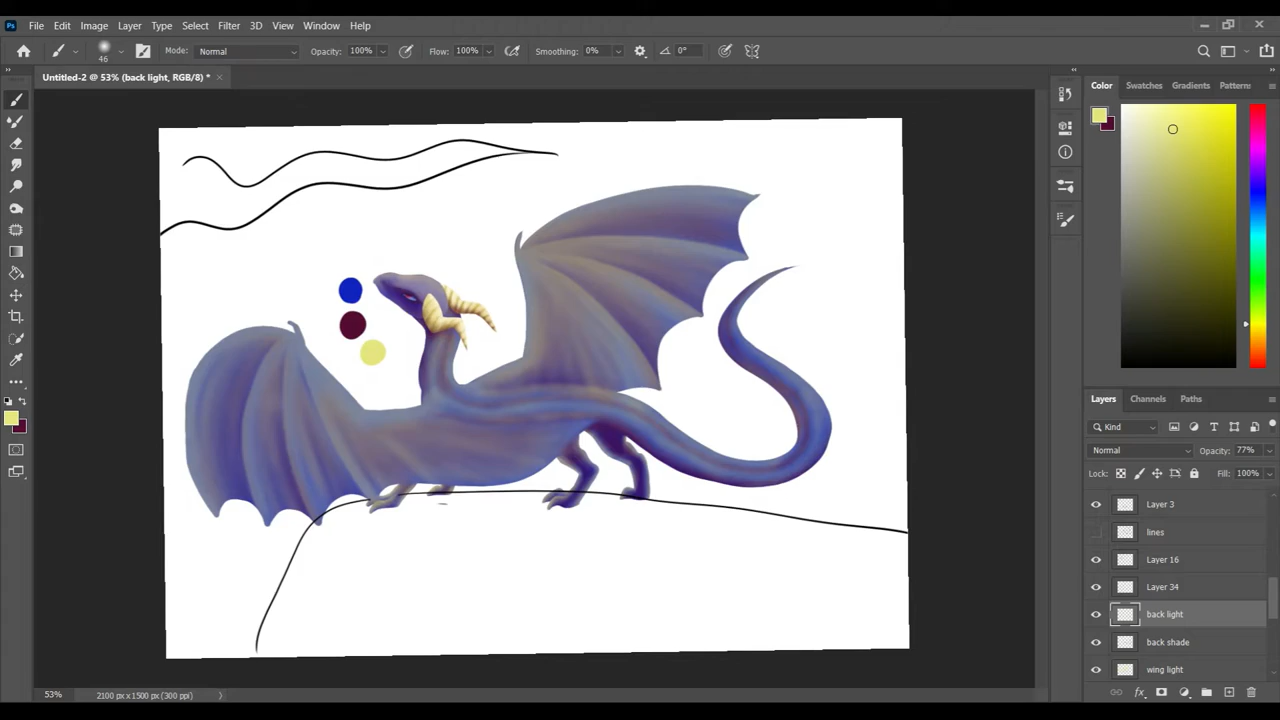 Ps File Edit Image Layer Type Select Filter 3D View Window Help
46 Mode: Normal Opacity: 100% Flow: 100% Smoothing: 0% 0°
Untitled-2 @ 53% (back light, RGB/8) *
Color Swatches Gradients Patterns
Layers Channels Paths
Kind
Normal Opacity: 77%
Lock: Fill: 100%
Layer 3
lines
Layer 16
Layer 34
back light
back shade
wing light
fx
53% 2100 px x 1500 px (300 ppi)